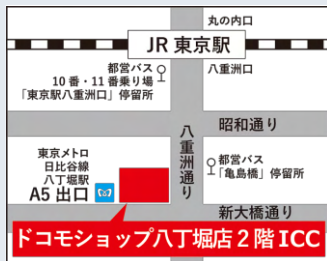 丸の内口
JR 東京駅
八重洲口
都営バス
10 番・11 番乗り場
「東京駅八重洲口」停留所
昭和通り
八重洲通り
東京メトロ
日比谷線
八丁堀駅
A5 出口
都営バス
「亀島橋」停留所
新大橋通り
ドコモショップ八丁堀店 2 階 ICC